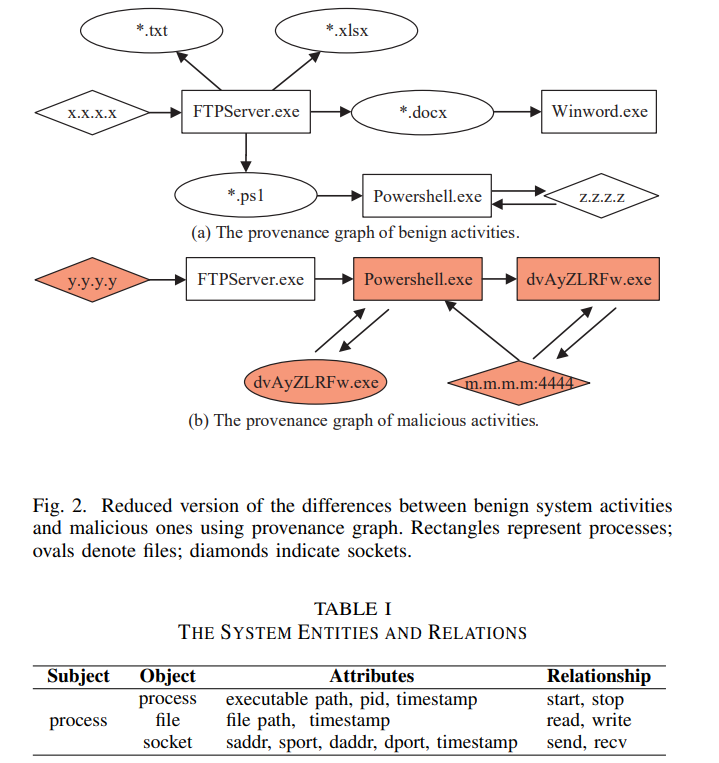 *.txt
*.xlsx
x.x.x.x
FTPServer.exe
*.docx
Winword.exe
*.ps1
Powershell.exe
z.z.z.z
(a) The provenance graph of benign activities.
y.y.y.y
FTPServer.exe
Powershell.exe
dvAyZLRFw.exe
dvAyZLRFw.exe
m.m.m.m:4444
(b) The provenance graph of malicious activities.
Fig. 2. Reduced version of the differences between benign system activities
and malicious ones using provenance graph. Rectangles represent processes;
ovals denote files; diamonds indicate sockets.
TABLE I
THE SYSTEM ENTITIES AND RELATIONS
Subject Object Attributes Relationship
process executable path, pid, timestamp start, stop
process file file path, timestamp read, write
socket saddr, sport, daddr, dport, timestamp send, recv